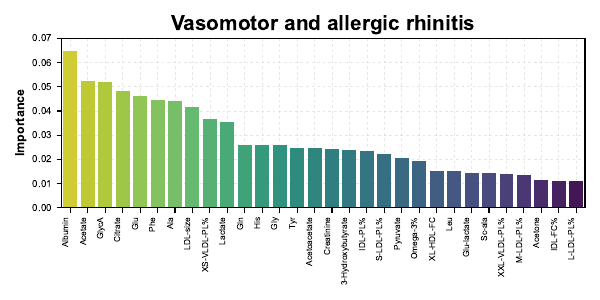 Vasomotor and allergic rhinitis
Importance
0.07
0.06
0.05
0.04
0.03
0.02
0.01
0.00
Albumin
Acetate
GlycA
Citrate
Glu
Phe
Ala
LDL-size
XS-VLDL-PL%
Lactate
Gln
His
Gly
Tyr
Acetoacetate
Creatinine
3-Hydroxybutyrate
IDL-PL%
S-LDL-PL%
Pyruvate
Omega-3%
XL-HDL-FC
Leu
Glu-lactate
Sc-ala
XXL-VLDL-PL%
M-LDL-PL%
Acetone
IDL-FC%
L-LDL-PL%